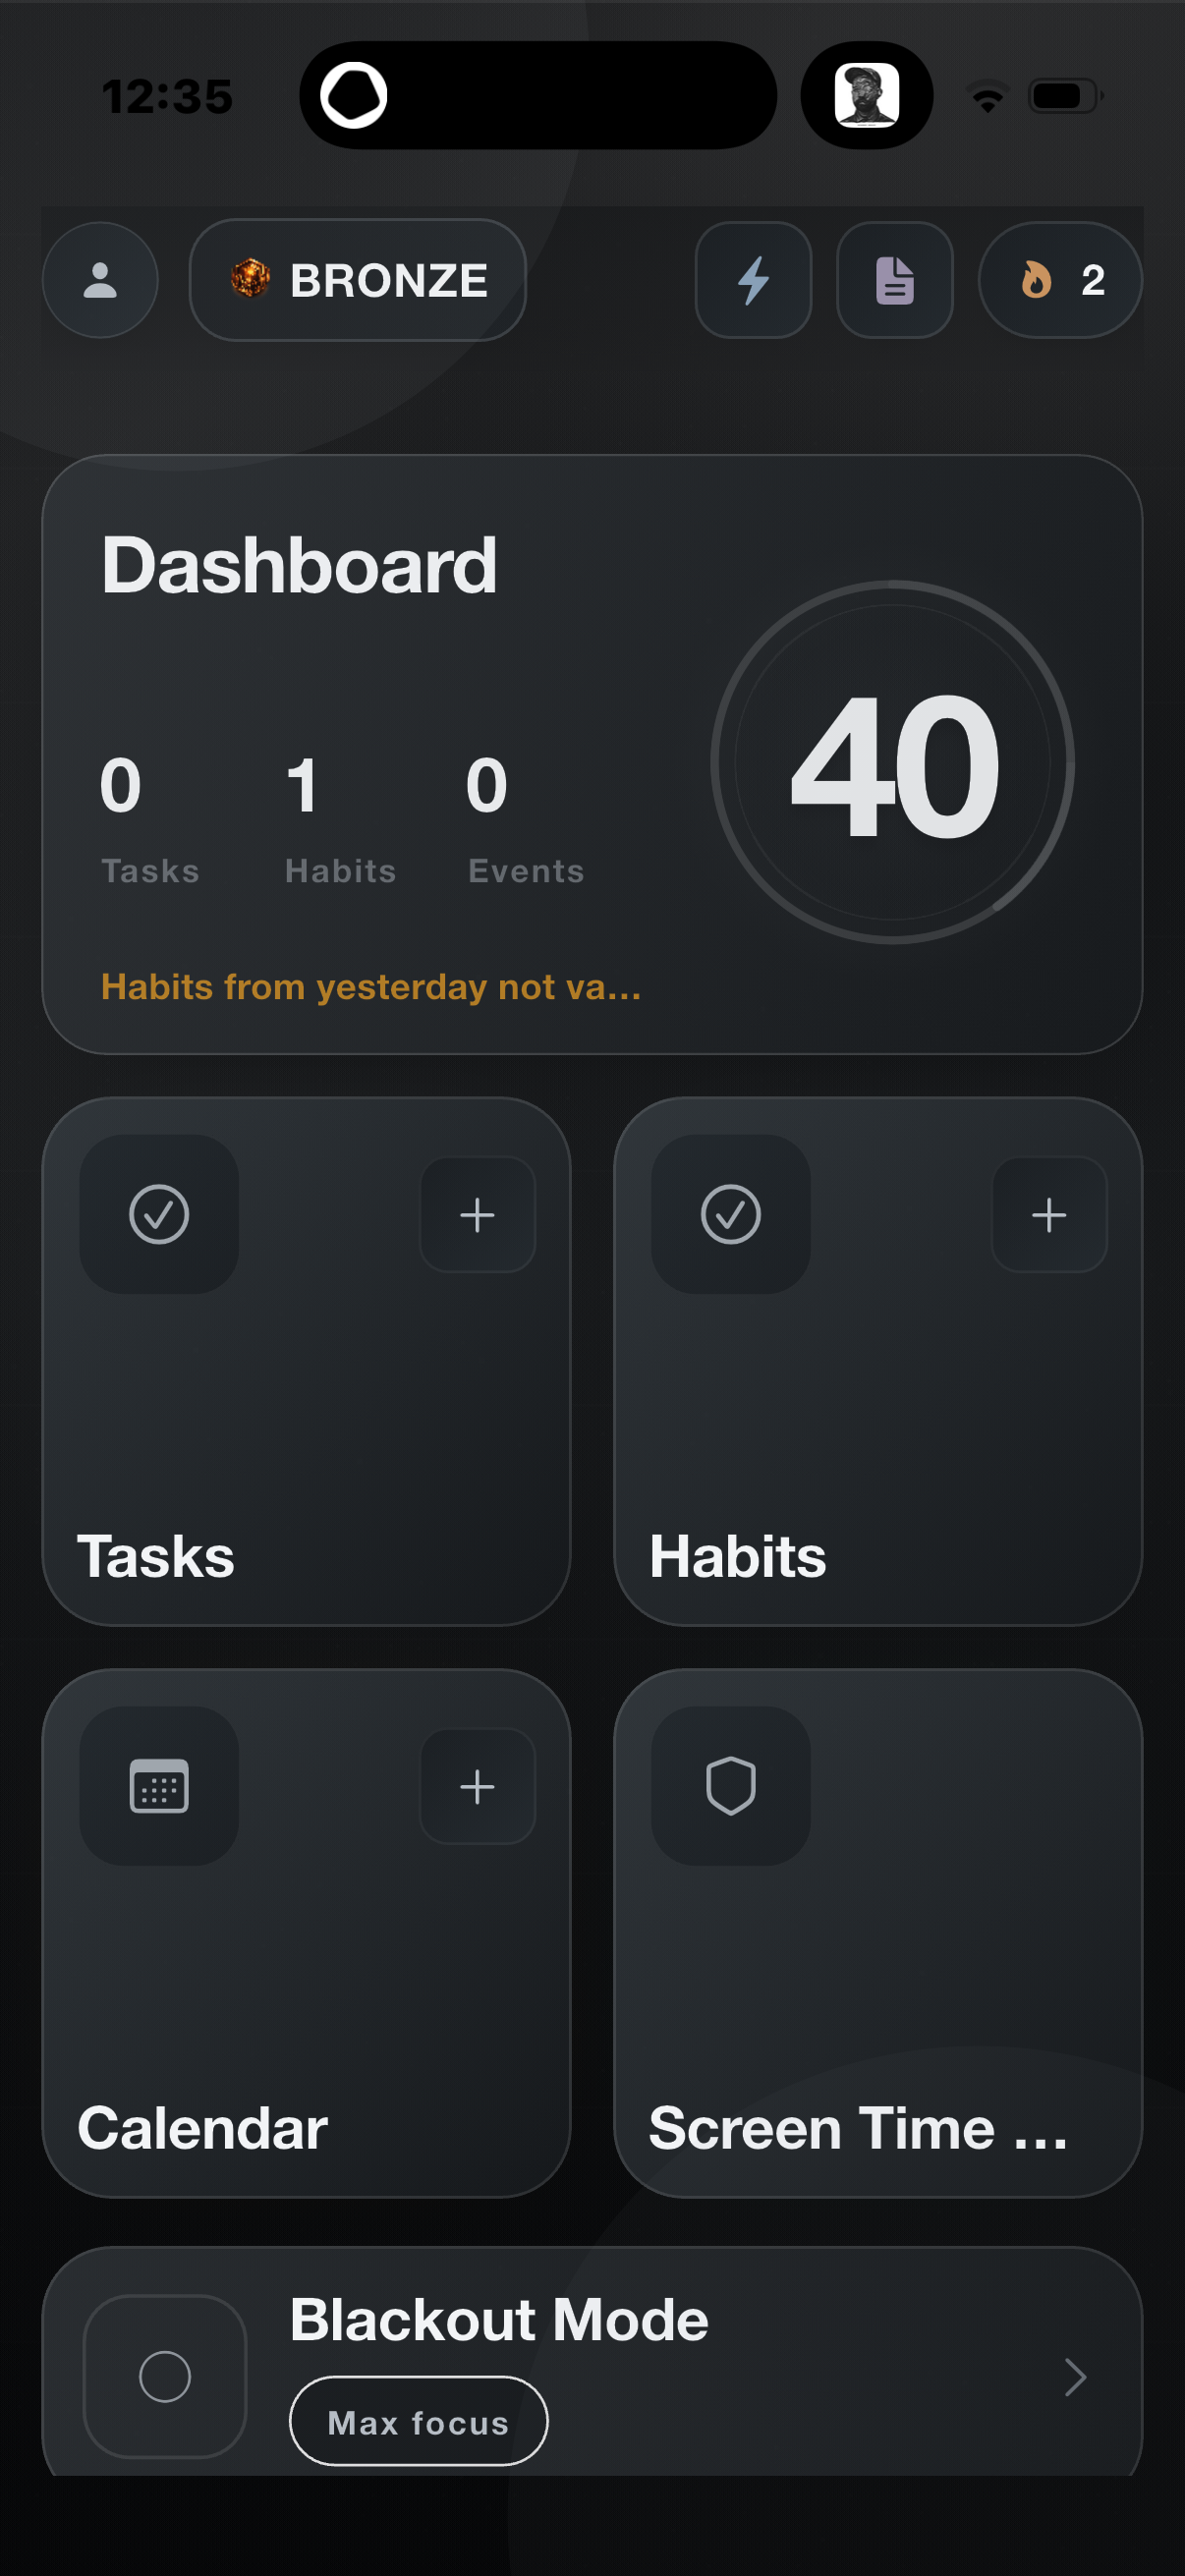 12:35
BRONZE
2
Dashboard
40
0 1 0
Tasks Habits Events
Habits from yesterday not va...
Tasks Habits
Calendar Screen Time ...
Blackout Mode
Max focus